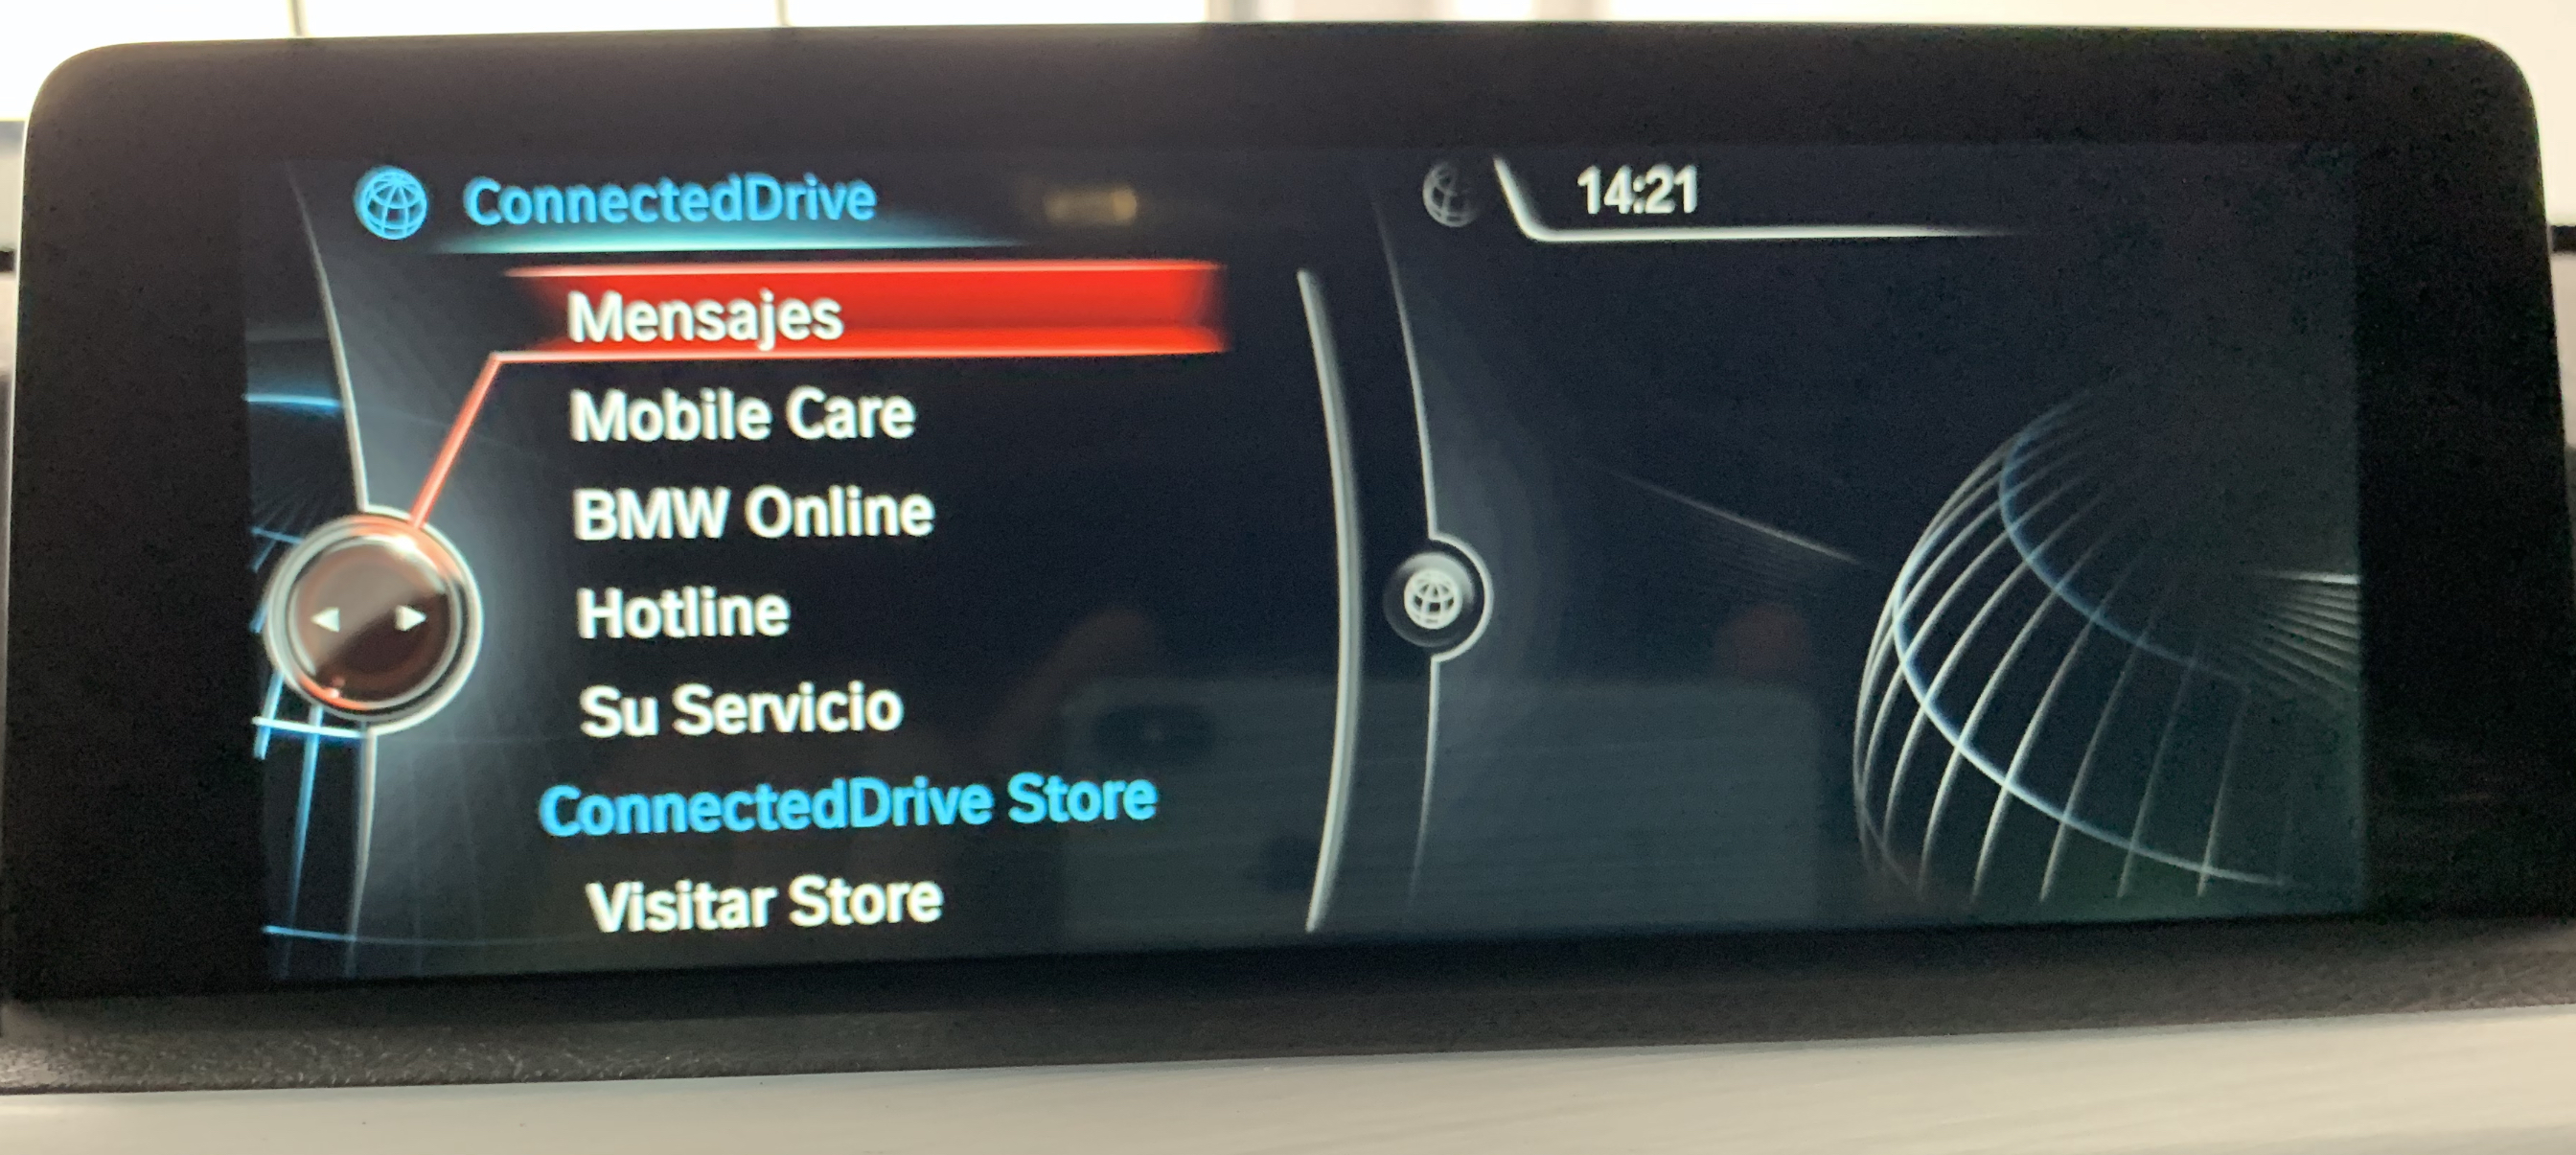 ConnectedDrive
14:21
Mensajes
Mobile Care
BMW Online
Hotline
Su Servicio
ConnectedDrive Store
Visitar Store